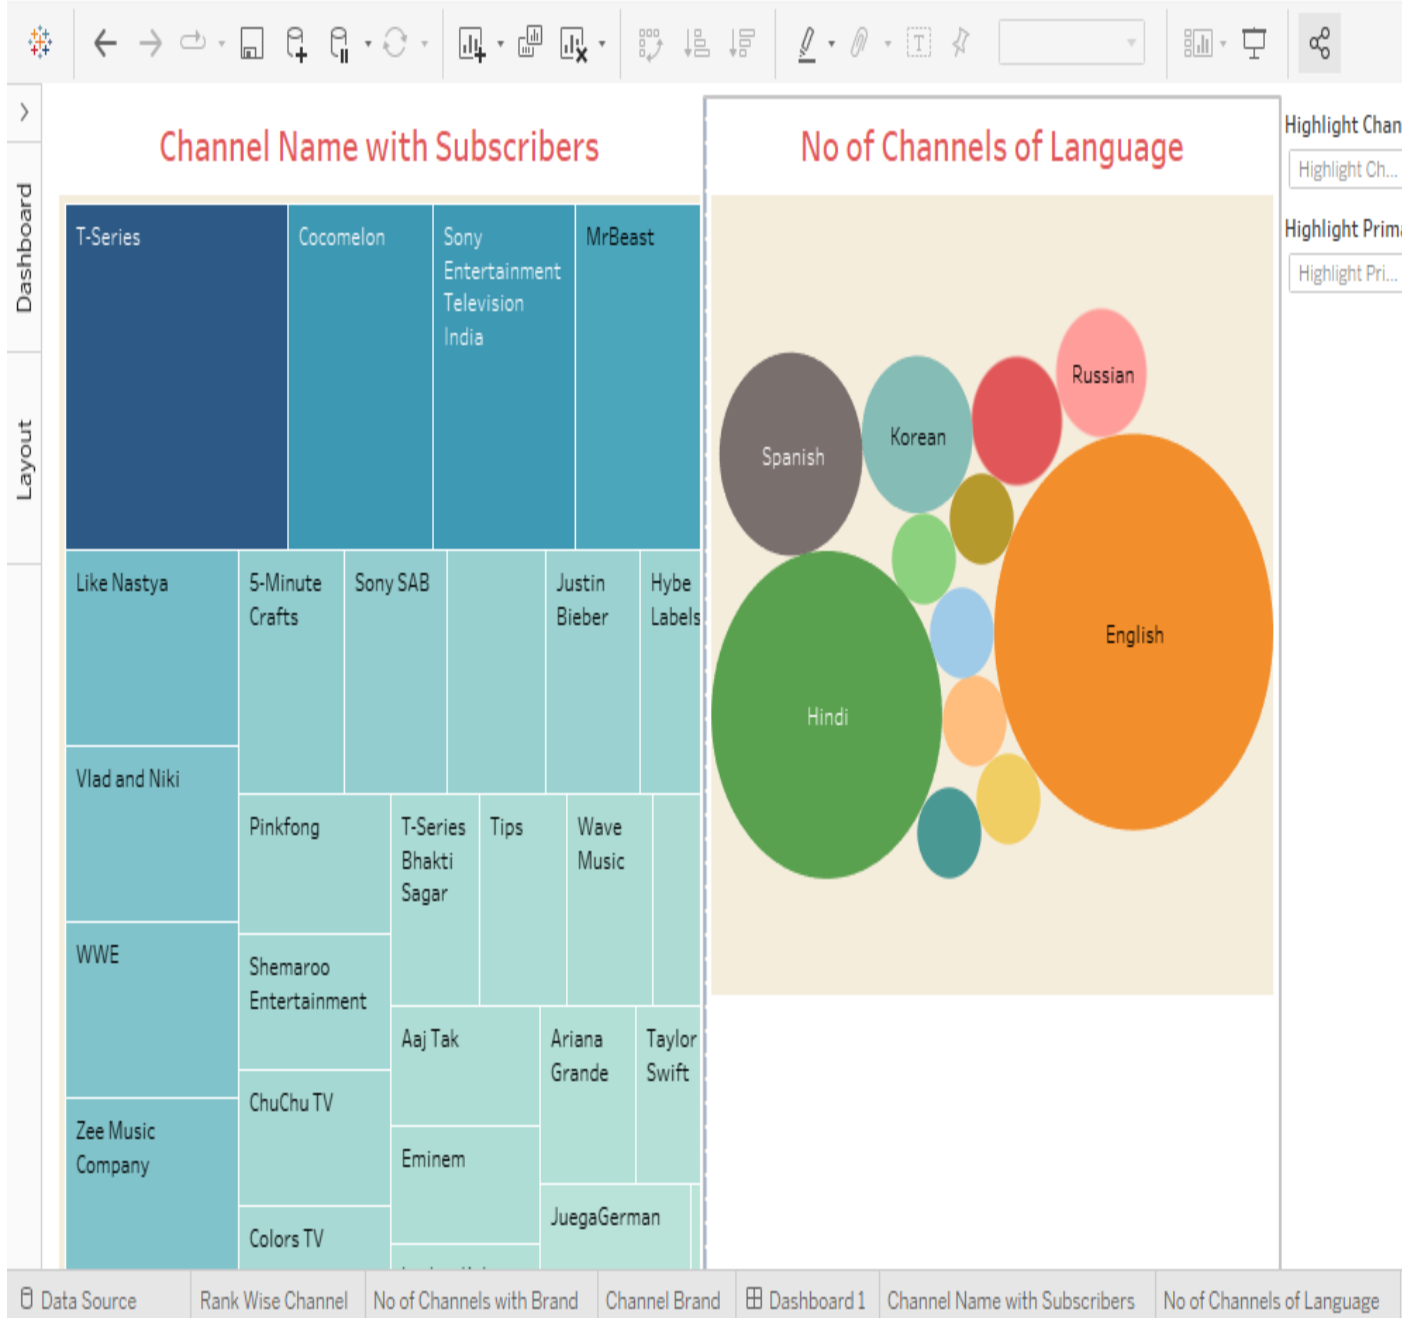 Dashboard
Layout
Channel Name with Subscribers
T-Series
Cocomelon
Sony
Entertainment
Television
India
MrBeast
Like Nastya
5-Minute
Crafts
Sony SAB
Justin
Bieber
Hybe
Labels
Vlad and Niki
Pinkfong
T-Series
Bhakti
Sagar
Tips
Wave
Music
WWE
Shemaroo
Entertainment
Aaj Tak
Ariana
Grande
Taylor
Swift
ChuChu TV
Zee Music
Company
Eminem
JuegaGerman
Colors TV
No of Channels of Language
Russian
Korean
Spanish
English
Hindi
Highlight Chan
Highlight Ch...
Highlight Prim
Highlight Pri...
Data Source
Rank Wise Channel
No of Channels with Brand
Channel Brand
Dashboard 1
Channel Name with Subscribers
No of Channels of Language